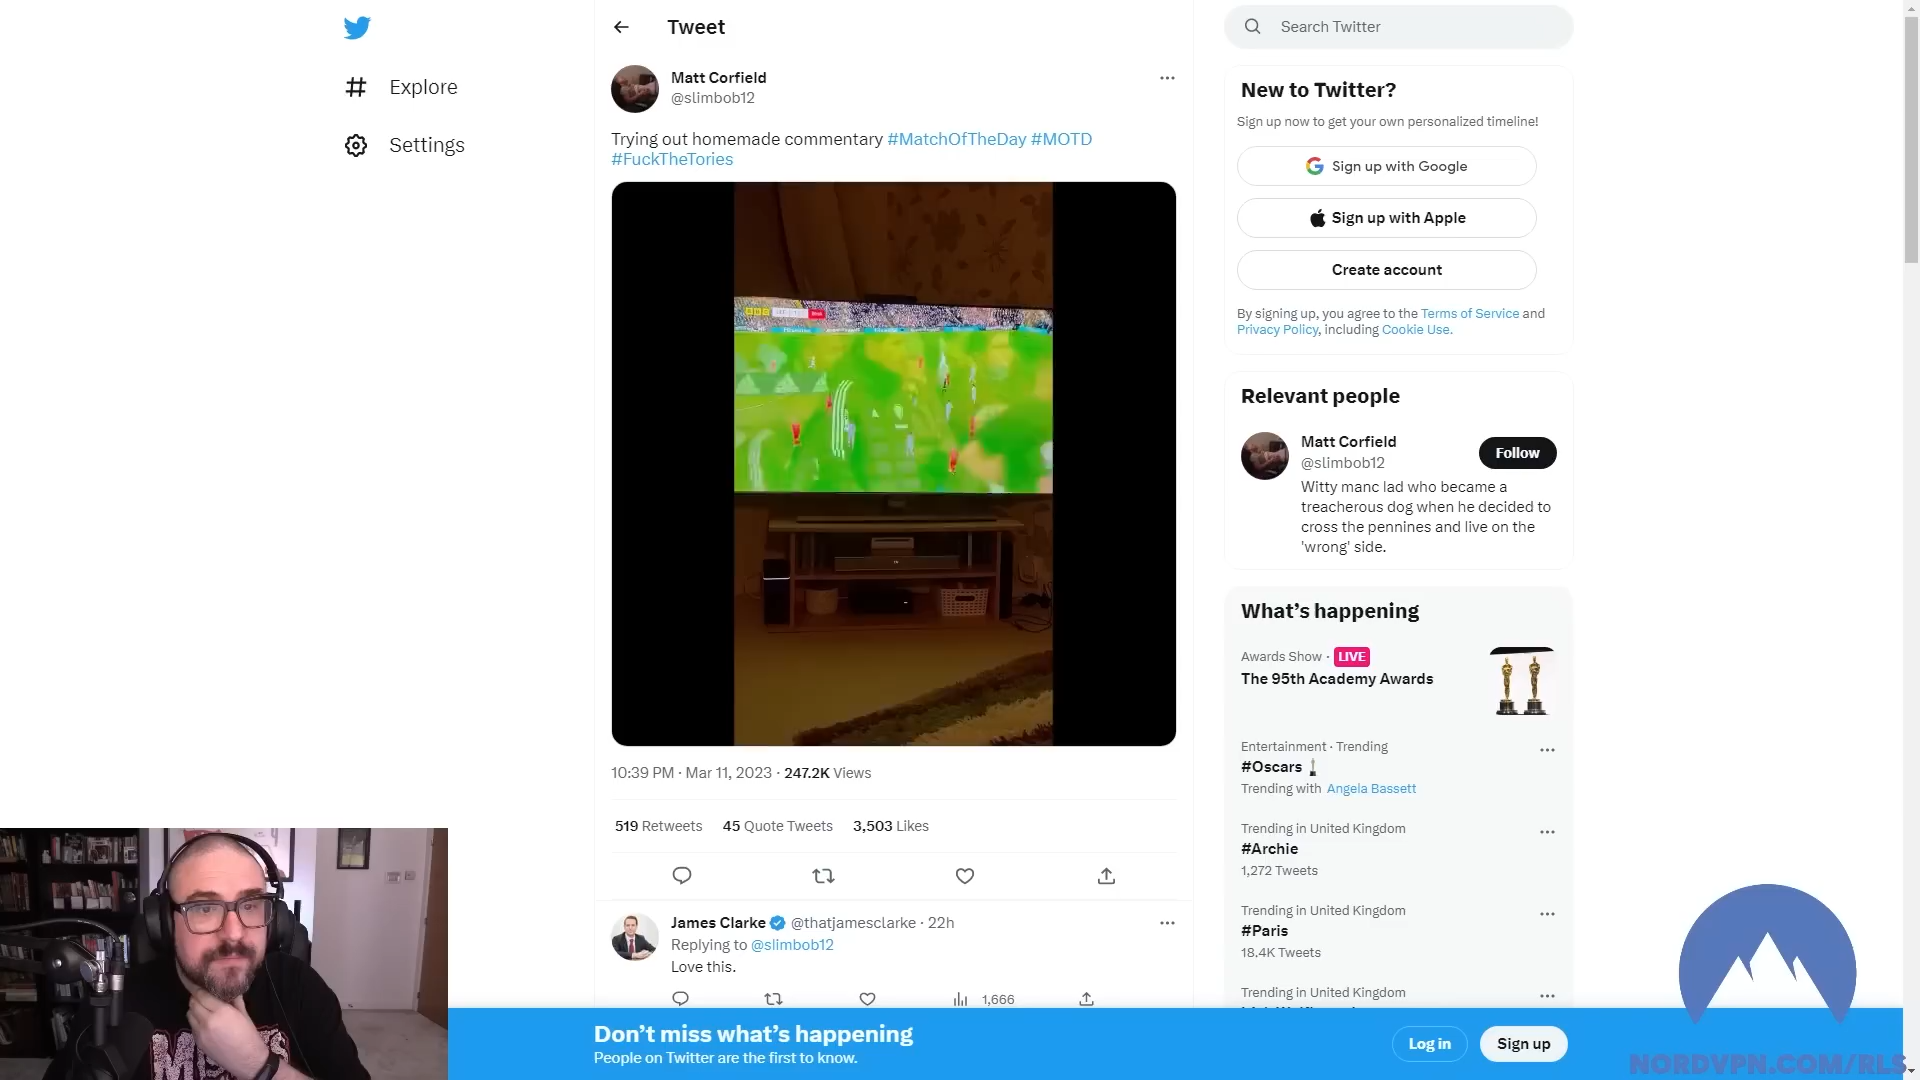 Explore
Settings
Tweet
Matt Corfield
@slimbob12
Trying out homemade commentary #MatchOfTheDay #MOTD
#FuckTheTories
10:39 PM · Mar 11, 2023 · 247.2K Views
519 Retweets 45 Quote Tweets 3,503 Likes
James Clarke @thatjamesclarke · 22h
Replying to @slimbob12
Love this.
1,666
Search Twitter
New to Twitter?
Sign up now to get your own personalized timeline!
Sign up with Google
Sign up with Apple
Create account
By signing up, you agree to the Terms of Service and
Privacy Policy, including Cookie Use.
Relevant people
Matt Corfield
@slimbob12
Follow
Witty manc lad who became a
treacherous dog when he decided to
cross the pennines and live on the
'wrong' side.
What's happening
Awards Show · LIVE
The 95th Academy Awards
Entertainment · Trending
#Oscars
Trending with Angela Bassett
Trending in United Kingdom
#Archie
1,272 Tweets
Trending in United Kingdom
#Paris
18.4K Tweets
Trending in United Kingdom
Don't miss what's happening
People on Twitter are the first to know.
Log in
Sign up
NORDVPN.COM/RLS